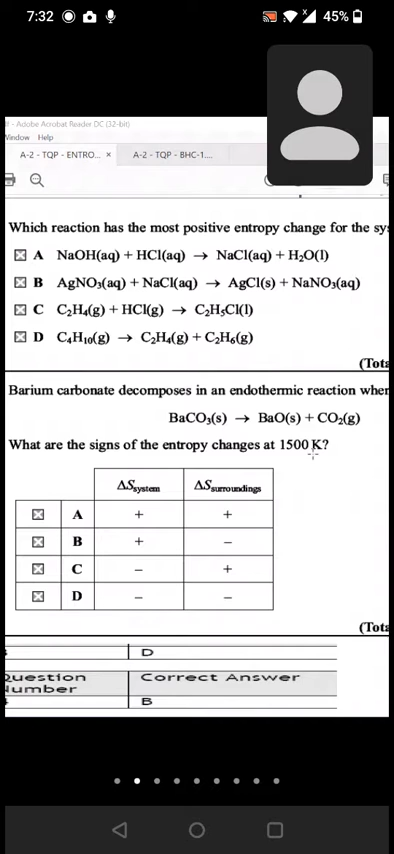 7:32 45%
if - Adobe Acrobat Reader DC (32-bit)
Window Help
A-2 - TQP - ENTRO... × A-2 - TQP - BHC-1....
Which reaction has the most positive entropy change for the sy
A NaOH(aq) + HCl(aq) → NaCl(aq) + H₂O(l)
B AgNO₃(aq) + NaCl(aq) → AgCl(s) + NaNO₃(aq)
C C₂H₄(g) + HCl(g) → C₂H₅Cl(l)
D C₄H₁₀(g) → C₂H₄(g) + C₂H₆(g)
(Tota
Barium carbonate decomposes in an endothermic reaction when
BaCO₃(s) → BaO(s) + CO₂(g)
What are the signs of the entropy changes at 1500 K?
ΔSsystem ΔSsurroundings
A + +
B + –
C – +
D – –
(Tota
D
Question Correct Answer
Number
B